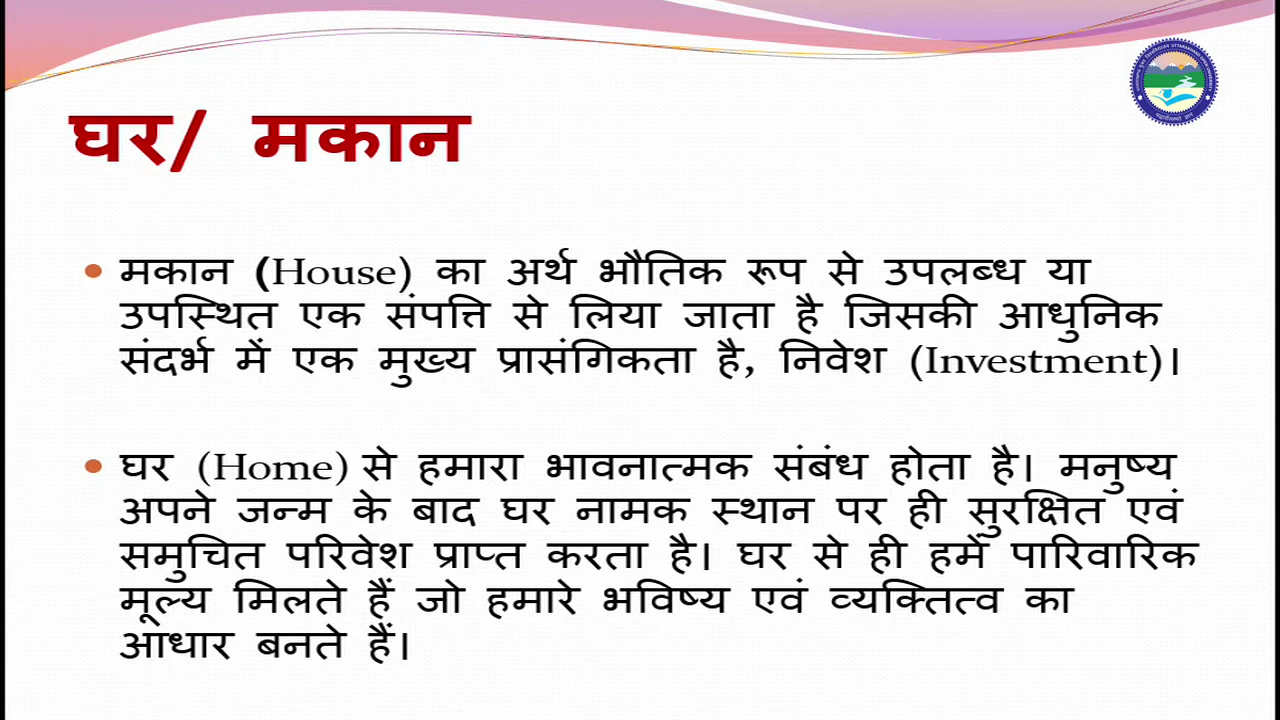 घर/ मकान
मकान (House) का अर्थ भौतिक रूप से उपलब्ध या
उपस्थित एक संपत्ति से लिया जाता है जिसकी आधुनिक
संदर्भ में एक मुख्य प्रासंगिकता है, निवेश (Investment)।
घर (Home) से हमारा भावनात्मक संबंध होता है। मनुष्य
अपने जन्म के बाद घर नामक स्थान पर ही सुरक्षित एवं
समुचित परिवेश प्राप्त करता है। घर से ही हमें पारिवारिक
मूल्य मिलते हैं जो हमारे भविष्य एवं व्यक्तित्व का
आधार बनते हैं।